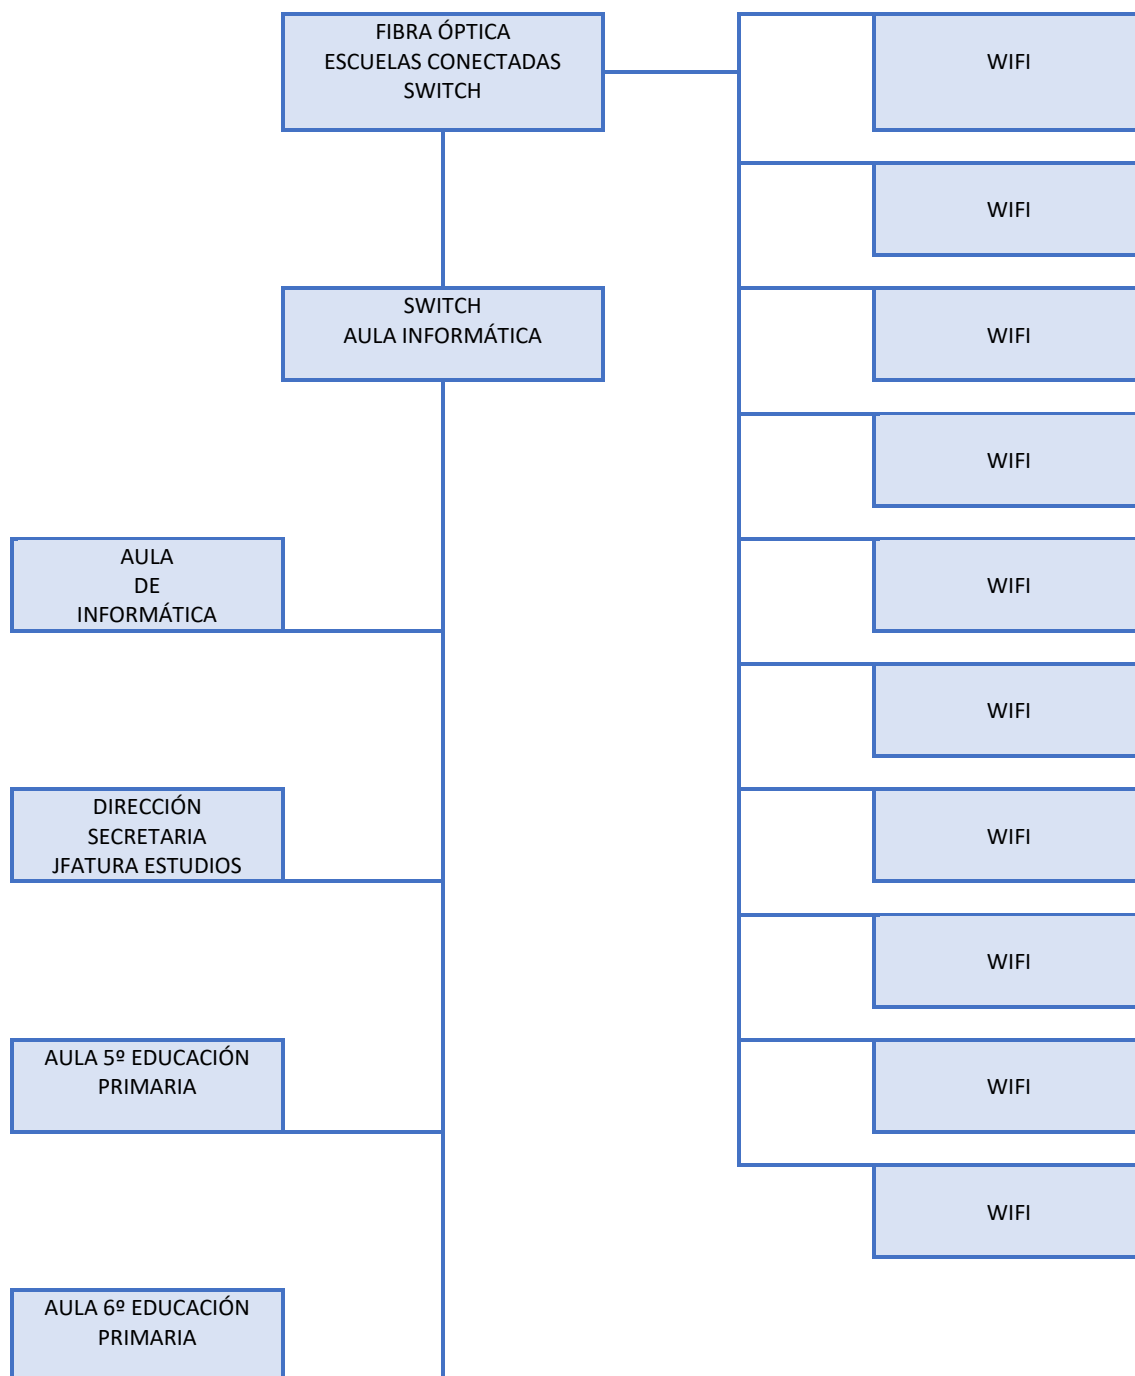 FIBRA ÓPTICA
ESCUELAS CONECTADAS
SWITCH
WIFI
WIFI
SWITCH
AULA INFORMÁTICA
WIFI
WIFI
AULA
DE
INFORMÁTICA
WIFI
WIFI
DIRECCIÓN
SECRETARIA
JFATURA ESTUDIOS
WIFI
WIFI
AULA 5º EDUCACIÓN
PRIMARIA
WIFI
WIFI
AULA 6º EDUCACIÓN
PRIMARIA